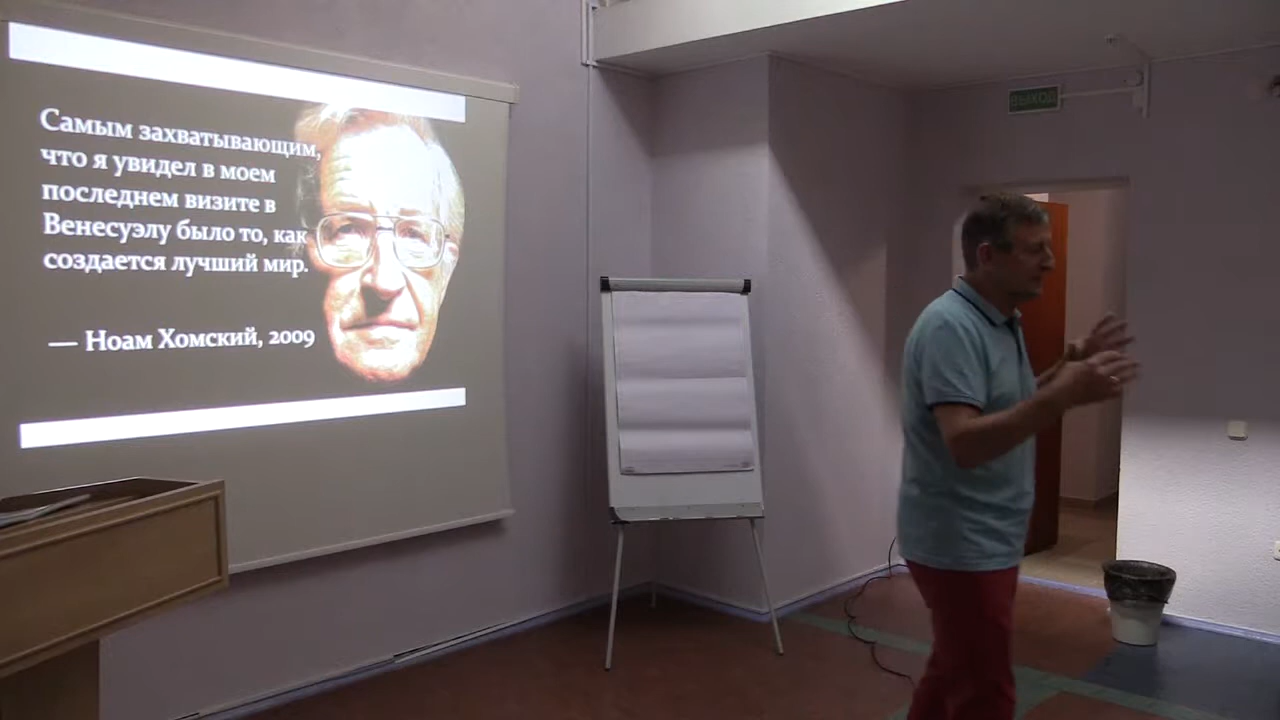 Самым захватывающим,
что я увидел в моем
последнем визите в
Венесуэлу было то, как
создается лучший мир.
— Ноам Хомский, 2009
ВЫХОД